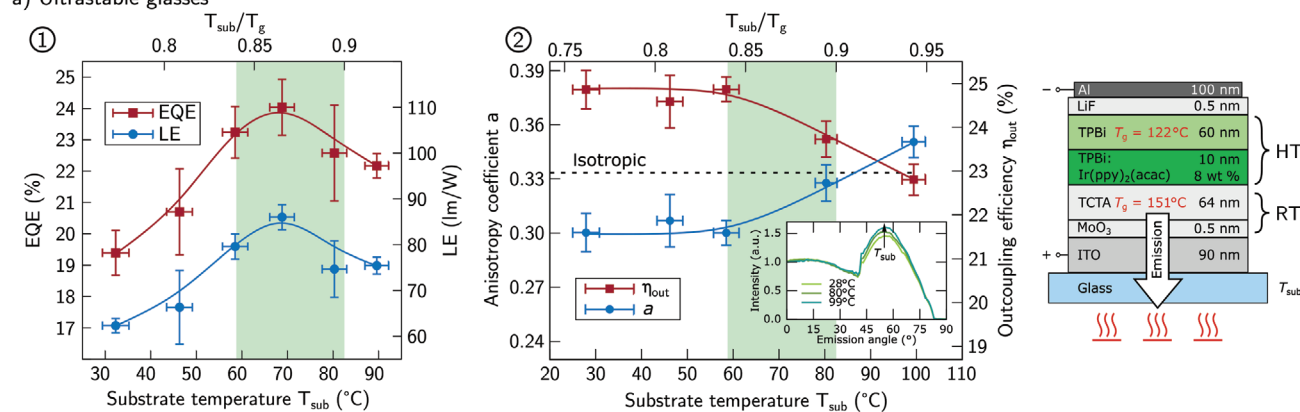 a) Ultrastable glasses
①
T_sub/T_g
0.8 0.85 0.9
25
24
23
22
21
20
19
18
17
EQE (%)
EQE
LE
110
100
90
80
70
60
LE (lm/W)
30 40 50 60 70 80 90
Substrate temperature T_sub (°C)
②
T_sub/T_g
0.75 0.8 0.85 0.9 0.95
0.39
0.36
0.33
0.30
0.27
0.24
Anisotropy coefficient a
Isotropic
η_out
a
25
24
23
22
21
20
19
Outcoupling efficiency η_out (%)
20 30 40 50 60 70 80 90 100 110
Substrate temperature T_sub (°C)
1.5
1.0
0.5
0.0
Intensity (a.u.)
T_sub
28°C
80°C
99°C
0 15 30 45 60 75 90
Emission angle (°)
− Al 100 nm
LiF 0.5 nm
TPBi T_g = 122°C 60 nm
TPBi: 10 nm
Ir(ppy)₂(acac) 8 wt %
HT
TCTA T_g = 151°C 64 nm
MoO₃ 0.5 nm
RT
+ ITO 90 nm
Emission
Glass
T_sub